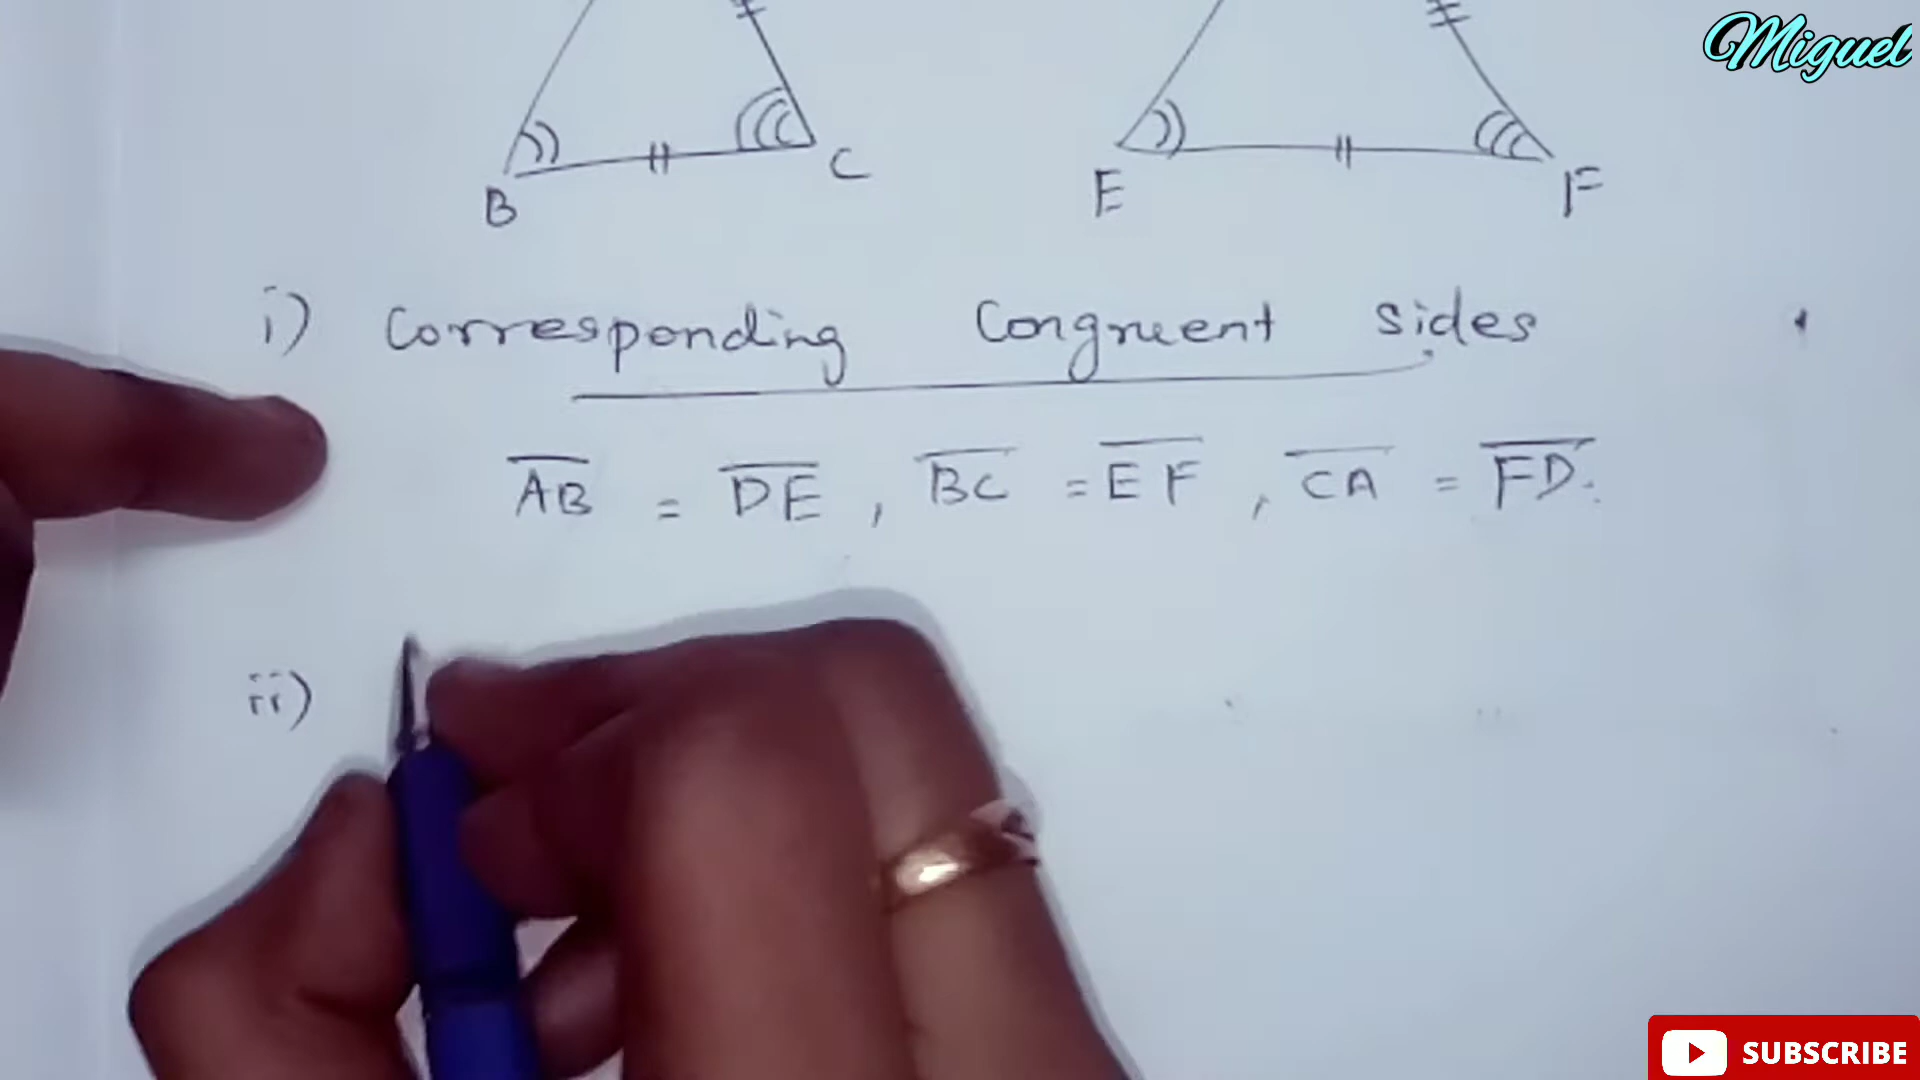 Miguel
B C E F
i) Corresponding Congruent sides
AB = DE, BC = EF, CA = FD.
ii)
SUBSCRIBE